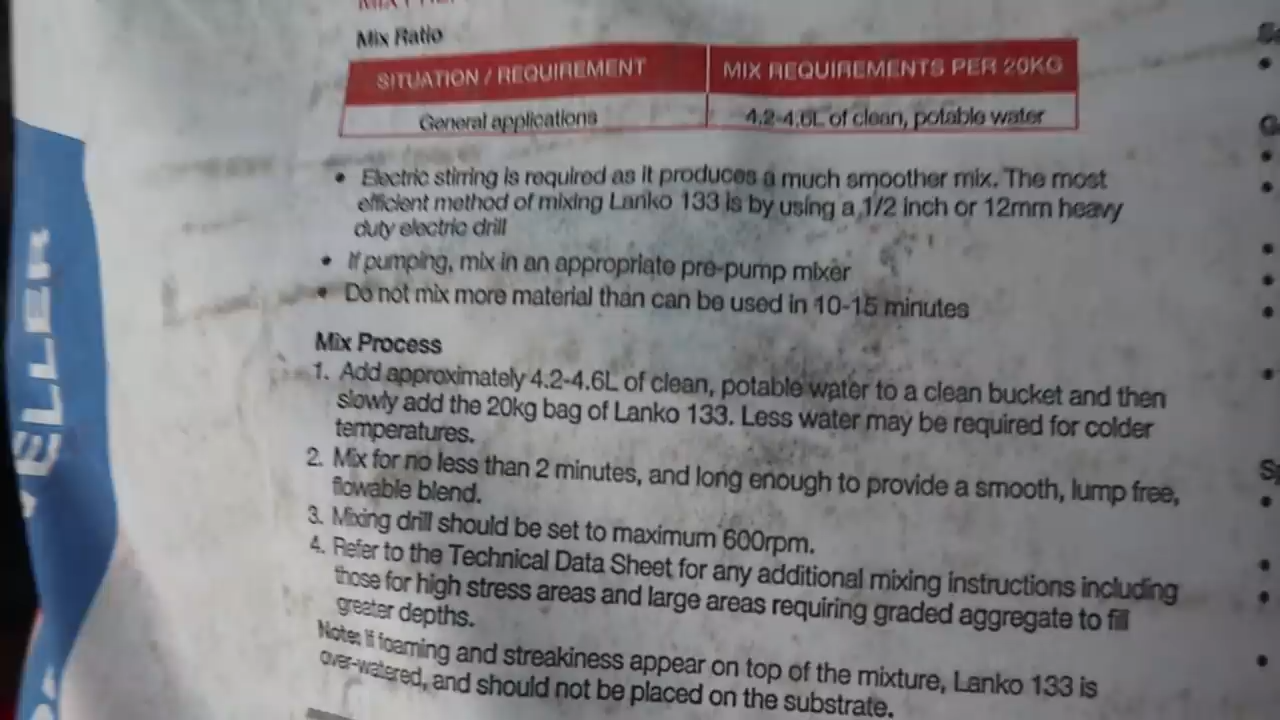 Mix Ratio
SITUATION / REQUIREMENT
MIX REQUIREMENTS PER 20KG
General applications
4.2-4.6L of clean, potable water
• Electric stirring is required as it produces a much smoother mix. The most
efficient method of mixing Lanko 133 is by using a 1/2 inch or 12mm heavy
duty electric drill
• If pumping, mix in an appropriate pre-pump mixer
• Do not mix more material than can be used in 10-15 minutes
Mix Process
1. Add approximately 4.2-4.6L of clean, potable water to a clean bucket and then
slowly add the 20kg bag of Lanko 133. Less water may be required for colder
temperatures.
2. Mix for no less than 2 minutes, and long enough to provide a smooth, lump free,
flowable blend.
3. Mixing drill should be set to maximum 600rpm.
4. Refer to the Technical Data Sheet for any additional mixing instructions including
those for high stress areas and large areas requiring graded aggregate to fill
greater depths.
Note: If foaming and streakiness appear on top of the mixture, Lanko 133 is
over-watered, and should not be placed on the substrate.